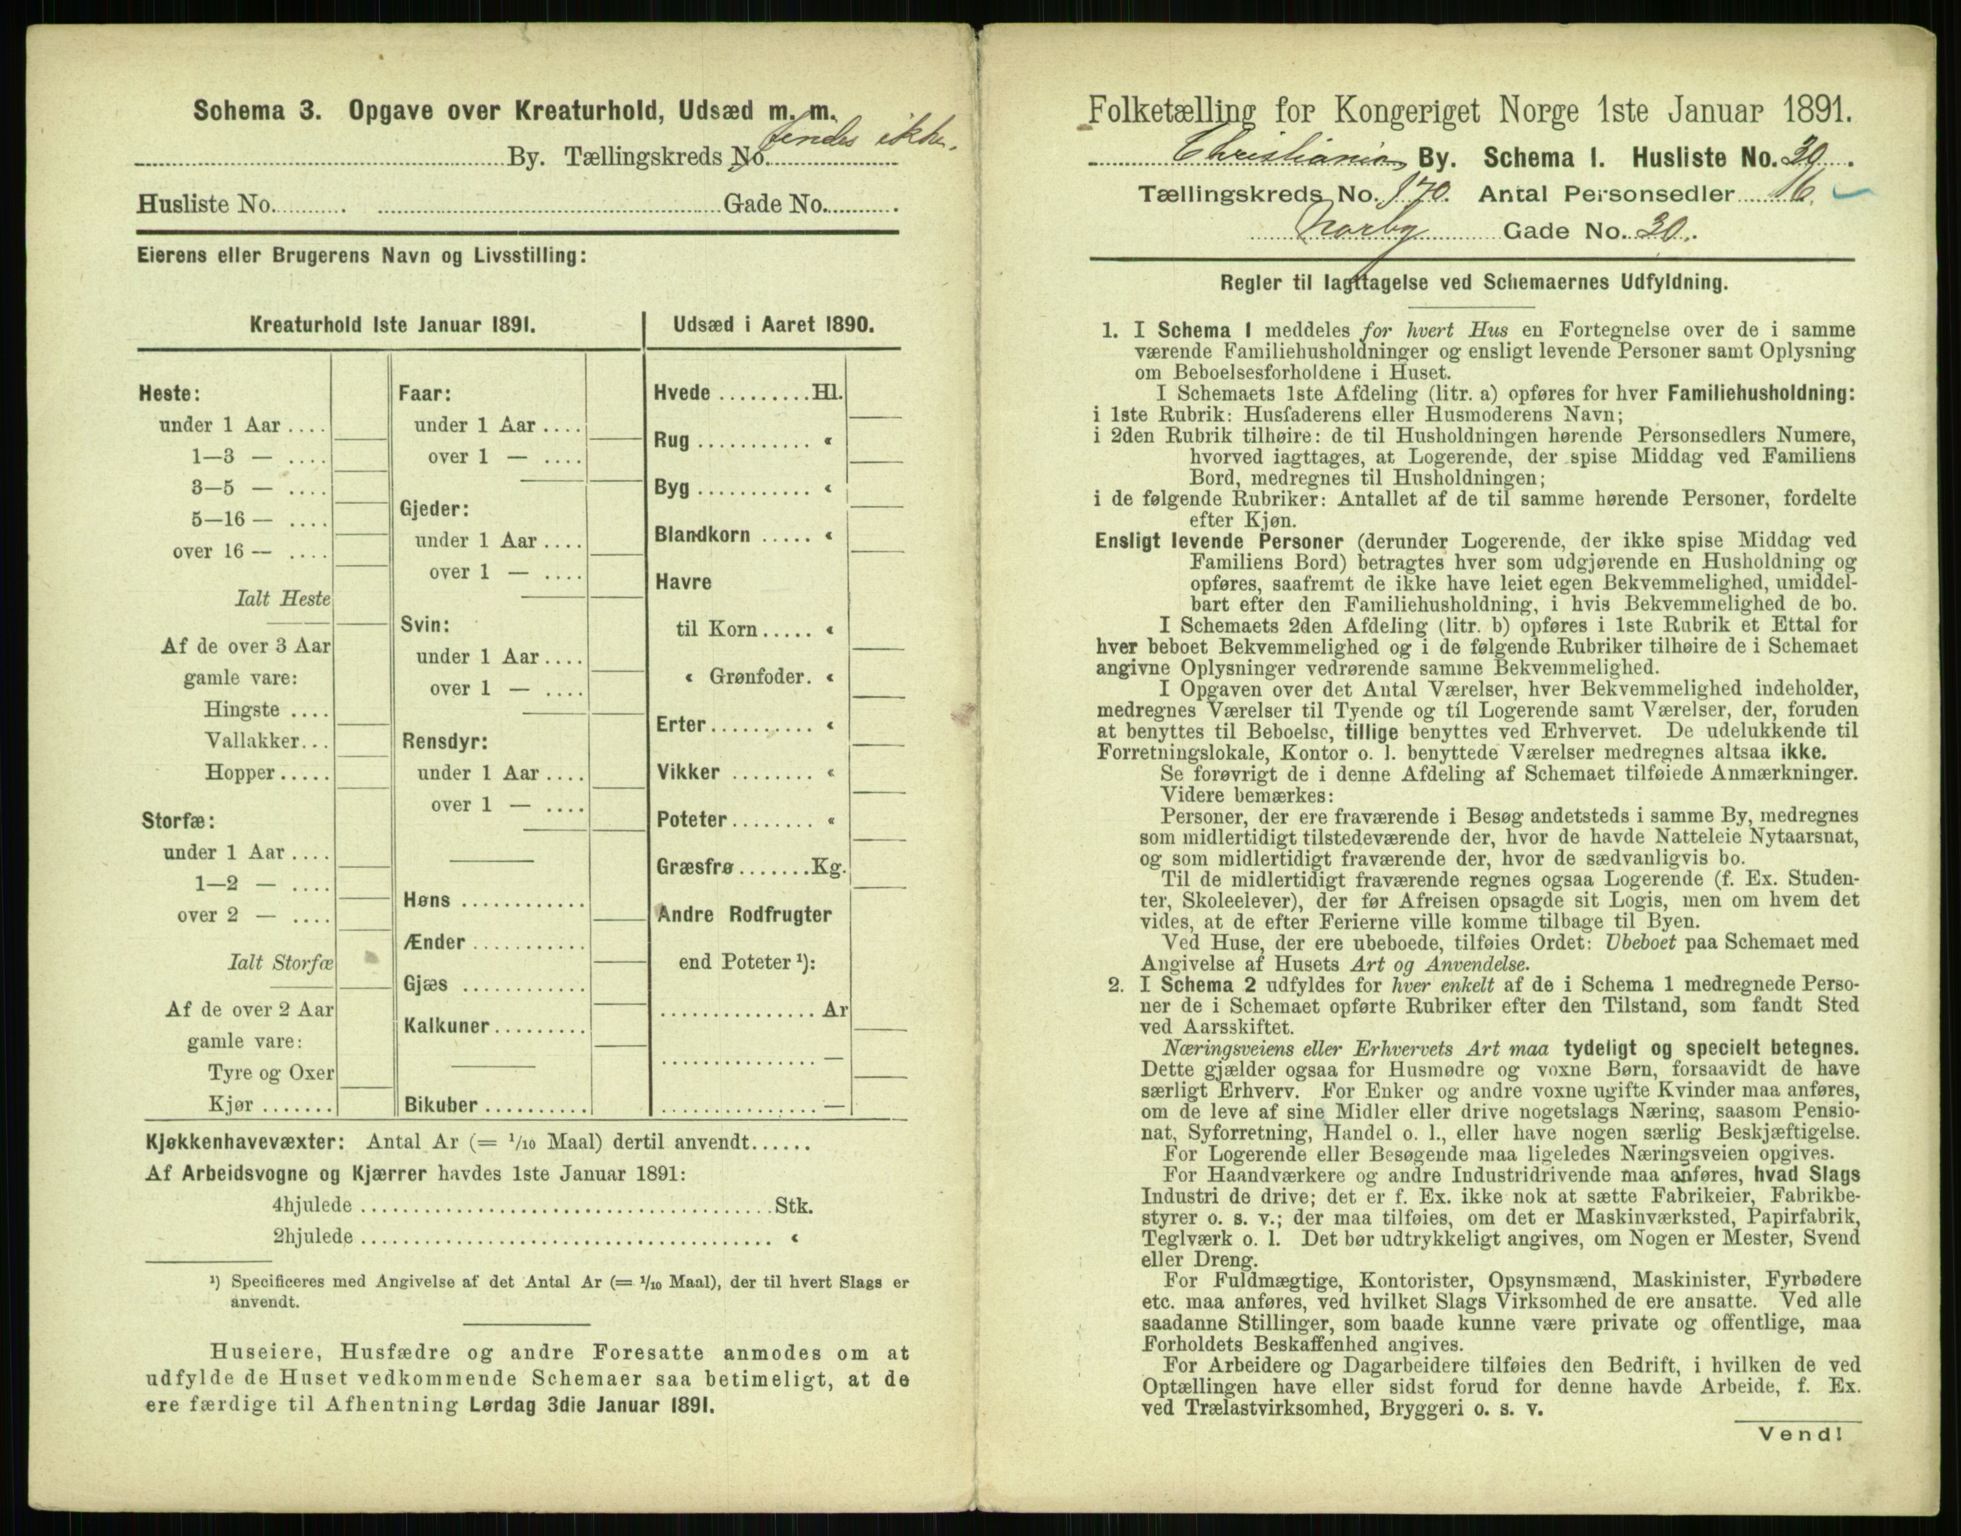 Schema 3. Opgave over Kreaturhold, Udsæd m. m.
findes ikke.
By. Tællingskreds No.
Husliste No. Gade No.
Eierens eller Brugerens Navn og Livsstilling:
Kreaturhold 1ste Januar 1891.
Heste:
under 1 Aar
1—3 —
3—5 —
5—16 —
over 16 —
Ialt Heste
Af de over 3 Aar
gamle vare:
Hingste
Vallakker
Hopper
Storfæ:
under 1 Aar
1—2 —
over 2 —
Ialt Storfæ
Af de over 2 Aar
gamle vare:
Tyre og Oxer
Kjør
Faar:
under 1 Aar
over 1 —
Gjeder:
under 1 Aar
over 1 —
Svin:
under 1 Aar
over 1 —
Rensdyr:
under 1 Aar
over 1 —
Høns
Ænder
Gjæs
Kalkuner
Bikuber
Udsæd i Aaret 1890.
Hvede Hl.
Rug «
Byg «
Blandkorn «
Havre
til Korn «
« Grønfoder. «
Erter «
Vikker «
Poteter «
Græsfrø Kg.
Andre Rodfrugter
end Poteter ¹):
Ar
—
—
Kjøkkenhavevæxter: Antal Ar (= 1/10 Maal) dertil anvendt
Af Arbeidsvogne og Kjærrer havdes 1ste Januar 1891:
4hjulede Stk.
2hjulede «
¹) Specificeres med Angivelse af det Antal Ar (= 1/10 Maal), der til hvert Slags er
anvendt.
Huseiere, Husfædre og andre Foresatte anmodes om at
udfylde de Huset vedkommende Schemaer saa betimeligt, at de
ere færdige til Afhentning Lørdag 3die Januar 1891.
Folketælling for Kongeriget Norge 1ste Januar 1891.
Christiania By. Schema 1. Husliste No. 30.
Tællingskreds No. 170. Antal Personsedler 16.
Norby Gade No. 30.
Regler til Iagttagelse ved Schemaernes Udfyldning.
1. I Schema 1 meddeles for hvert Hus en Fortegnelse over de i samme
værende Familiehusholdninger og ensligt levende Personer samt Oplysning
om Beboelsesforholdene i Huset.
I Schemaets 1ste Afdeling (litr. a) opføres for hver Familiehusholdning:
i 1ste Rubrik: Husfaderens eller Husmoderens Navn;
i 2den Rubrik tilhøire: de til Husholdningen hørende Personsedlers Numere,
hvorved iagttages, at Logerende, der spise Middag ved Familiens
Bord, medregnes til Husholdningen;
i de følgende Rubriker: Antallet af de til samme hørende Personer, fordelte
efter Kjøn.
Ensligt levende Personer (derunder Logerende, der ikke spise Middag ved
Familiens Bord) betragtes hver som udgjørende en Husholdning og
opføres, saafremt de ikke have leiet egen Bekvemmelighed, umiddel-
bart efter den Familiehusholdning, i hvis Bekvemmelighed de bo.
I Schemaets 2den Afdeling (litr. b) opføres i 1ste Rubrik et Ettal for
hver beboet Bekvemmelighed og i de følgende Rubriker tilhøire de i Schemaet
angivne Oplysninger vedrørende samme Bekvemmelighed.
I Opgaven over det Antal Værelser, hver Bekvemmelighed indeholder,
medregnes Værelser til Tyende og til Logerende samt Værelser, der, foruden
at benyttes til Beboelse, tillige benyttes ved Erhvervet. De udelukkende til
Forretningslokale, Kontor o. l. benyttede Værelser medregnes altsaa ikke.
Se forøvrigt de i denne Afdeling af Schemaet tilføiede Anmærkninger.
Videre bemærkes:
Personer, der ere fraværende i Besøg andetsteds i samme By, medregnes
som midlertidigt tilstedeværende der, hvor de havde Natteleie Nytaarsnat,
og som midlertidigt fraværende der, hvor de sædvanligvis bo.
Til de midlertidigt fraværende regnes ogsaa Logerende (f. Ex. Studen-
ter, Skoleelever), der før Afreisen opsagde sit Logis, men om hvem det
vides, at de efter Ferierne ville komme tilbage til Byen.
Ved Huse, der ere ubeboede, tilføies Ordet: Ubeboet paa Schemaet med
Angivelse af Husets Art og Anvendelse.
2. I Schema 2 udfyldes for hver enkelt af de i Schema 1 medregnede Perso-
ner de i Schemaet opførte Rubriker efter den Tilstand, som fandt Sted
ved Aarsskiftet.
Næringsveiens eller Erhvervets Art maa tydeligt og specielt betegnes.
Dette gjælder ogsaa for Husmødre og voxne Børn, forsaavidt de have
særligt Erhverv. For Enker og andre voxne ugifte Kvinder maa anføres,
om de leve af sine Midler eller drive nogetslags Næring, saasom Pensio-
nat, Syforretning, Handel o. l., eller have nogen særlig Beskjæftigelse.
For Logerende eller Besøgende maa ligeledes Næringsveien opgives.
For Haandværkere og andre Industridrivende maa anføres, hvad Slags
Industri de drive; det er f. Ex. ikke nok at sætte Fabrikeier, Fabrikbe-
styrer o. s. v.; der maa tilføies, om det er Maskinværksted, Papirfabrik,
Teglværk o. l. Det bør udtrykkeligt angives, om Nogen er Mester, Svend
eller Dreng.
For Fuldmægtige, Kontorister, Opsynsmænd, Maskinister, Fyrbødere
etc. maa anføres, ved hvilket Slags Virksomhed de ere ansatte. Ved alle
saadanne Stillinger, som baade kunne være private og offentlige, maa
Forholdets Beskaffenhed angives.
For Arbeidere og Dagarbeidere tilføies den Bedrift, i hvilken de ved
Optællingen have eller sidst forud for denne havde Arbeide, f. Ex.
ved Trælastvirksomhed, Bryggeri o. s. v.
Vend!